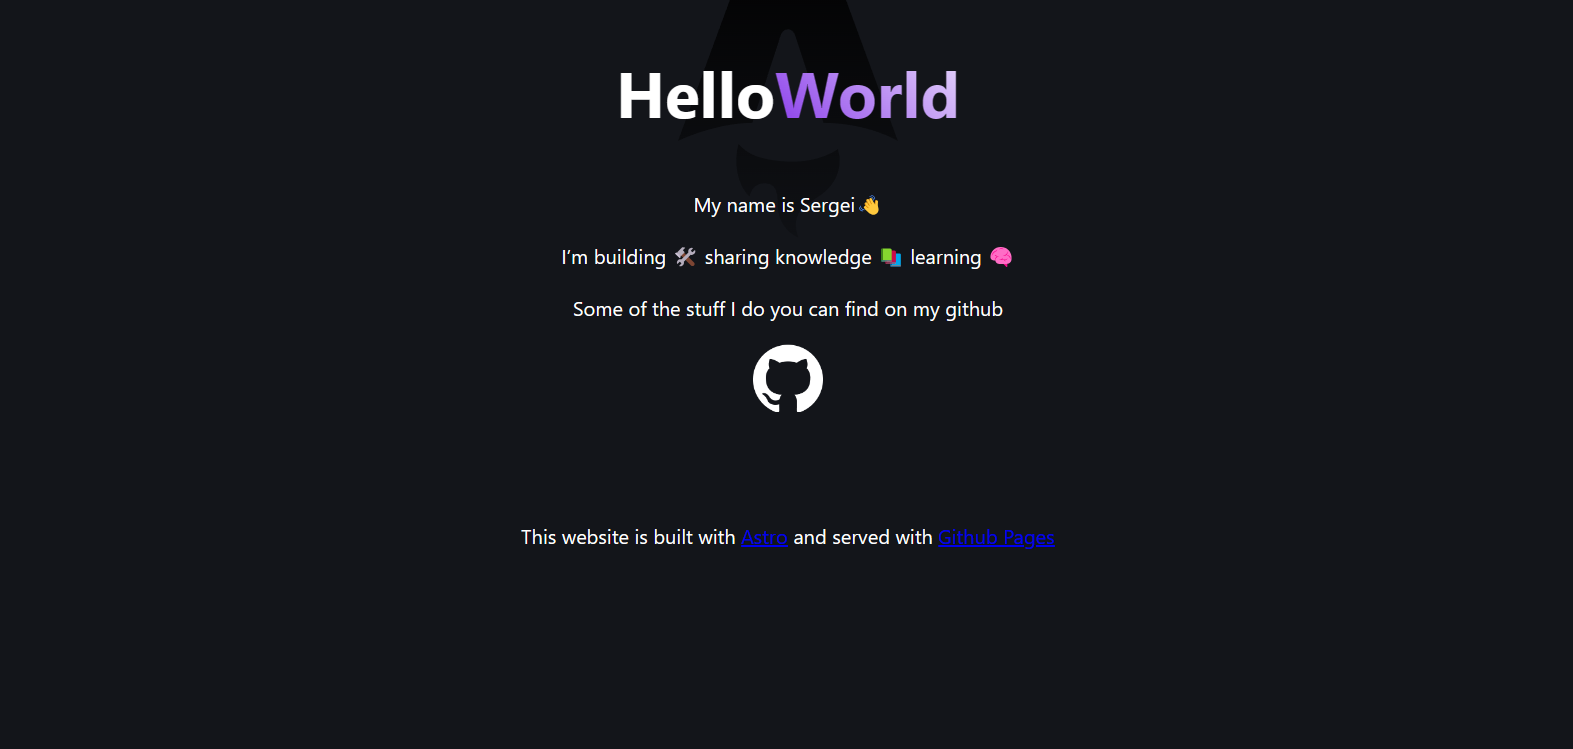 HelloWorld
My name is Sergei👋
I’m building 🛠 sharing knowledge 📚 learning 🧠
Some of the stuff I do you can find on my github
This website is built with Astro and served with Github Pages